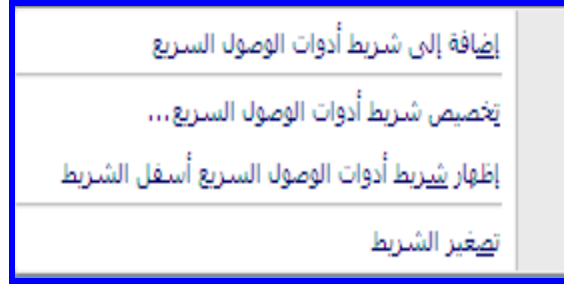 إضافة إلى شريط أدوات الوصول السريع
تخصيص شريط أدوات الوصول السريع...
إظهار شريط أدوات الوصول السريع أسفل الشريط
تصغير الشريط